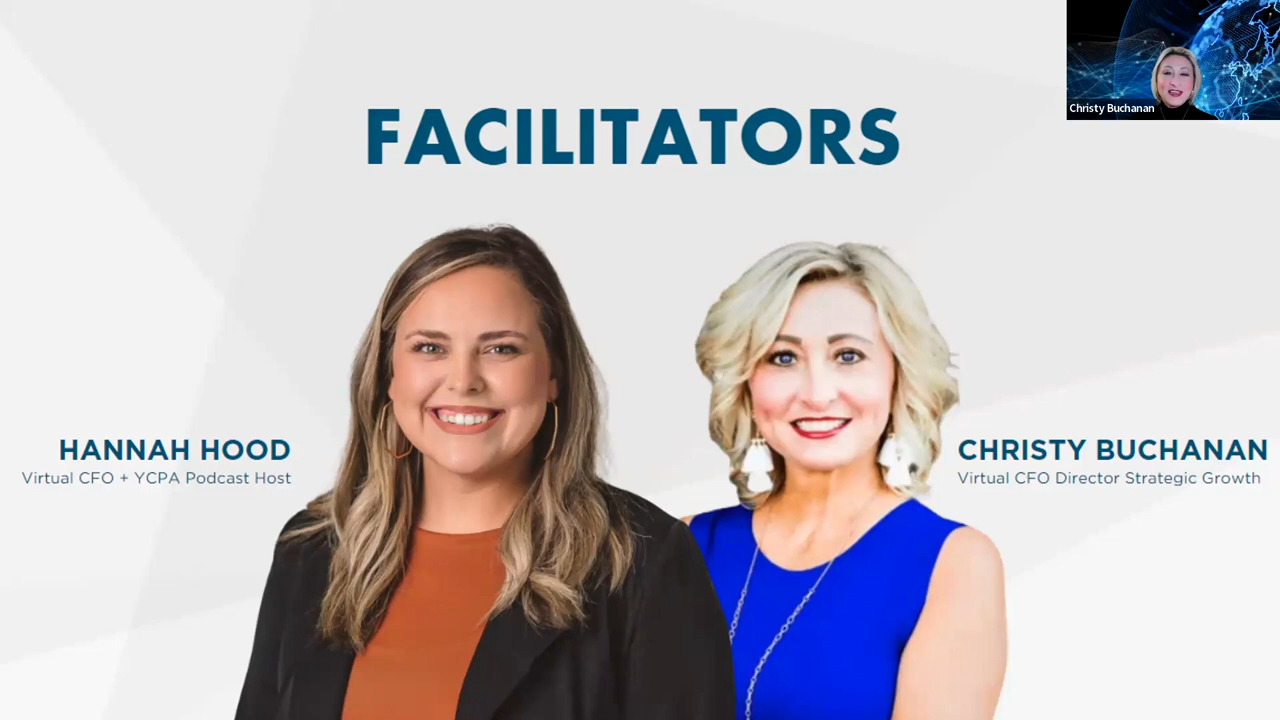 Christy Buchanan
FACILITATORS
HANNAH HOOD
Virtual CFO + YCPA Podcast Host
CHRISTY BUCHANAN
Virtual CFO Director Strategic Growth